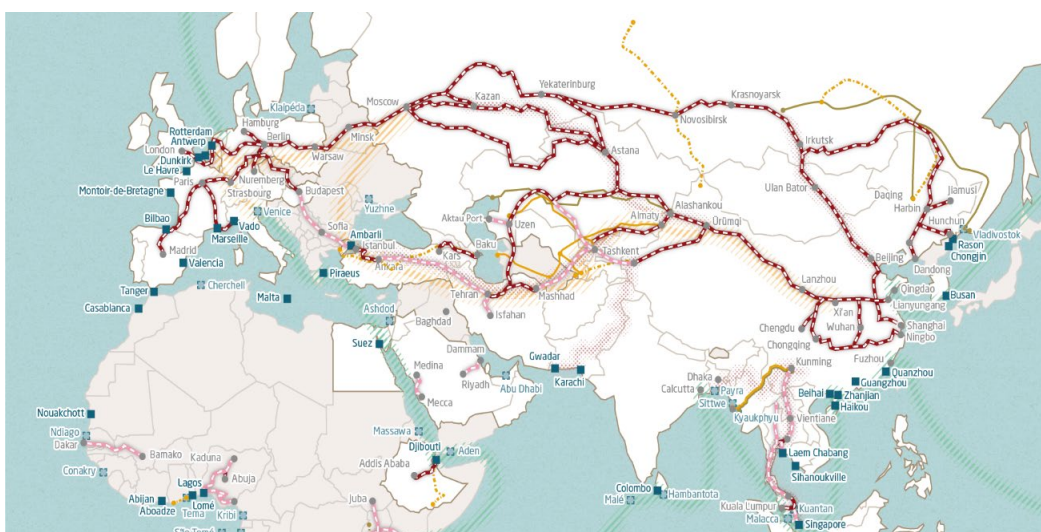 Klaipéda
Moscow
Kazan
Yekaterinburg
Krasnoyarsk
Novosibirsk
Irkutsk
Hamburg
Berlin
Minsk
Warsaw
Rotterdam
Antwerp
London
Dunkirk
Le Havre
Paris
Nuremberg
Strasbourg
Budapest
Astana
Ulan Bator
Daqing
Jiamusi
Harbin
Hunchun
Vladivostok
Rason
Chongjin
Montoir-de-Bretagne
Venice
Yuzhne
Aktau Port
Uzen
Almaty
Alashankou
Ürümqi
Bilbao
Vado
Marseille
Sofia
Ambarli
Istanbul
Madrid
Valencia
Ankara
Kars
Baku
Tashkent
Beijing
Dandong
Piraeus
Tehran
Mashhad
Lanzhou
Qingdao
Lianyungang
Busan
Tanger
Casablanca
Cherchell
Malta
Ashdod
Baghdad
Isfahan
Xi'an
Wuhan
Shanghai
Ningbo
Chengdu
Chongqing
Suez
Medina
Dammam
Riyadh
Abu Dhabi
Mecca
Gwadar
Karachi
Dhaka
Calcutta
Payra
Sittwe
Kyaukphyu
Kunming
Fuzhou
Quanzhou
Guangzhou
Beihai
Zhanjian
Haikou
Nouakchott
Ndiago
Dakar
Bamako
Conakry
Kaduna
Abuja
Massawa
Djibouti
Aden
Addis Ababa
Vientiane
Laem Chabang
Sihanoukville
Abijan
Aboadze
Lagos
Lomé
Tema
Kribi
Juba
Colombo
Hambantota
Malé
Kuala Lumpur
Kuantan
Malacca
Singapore